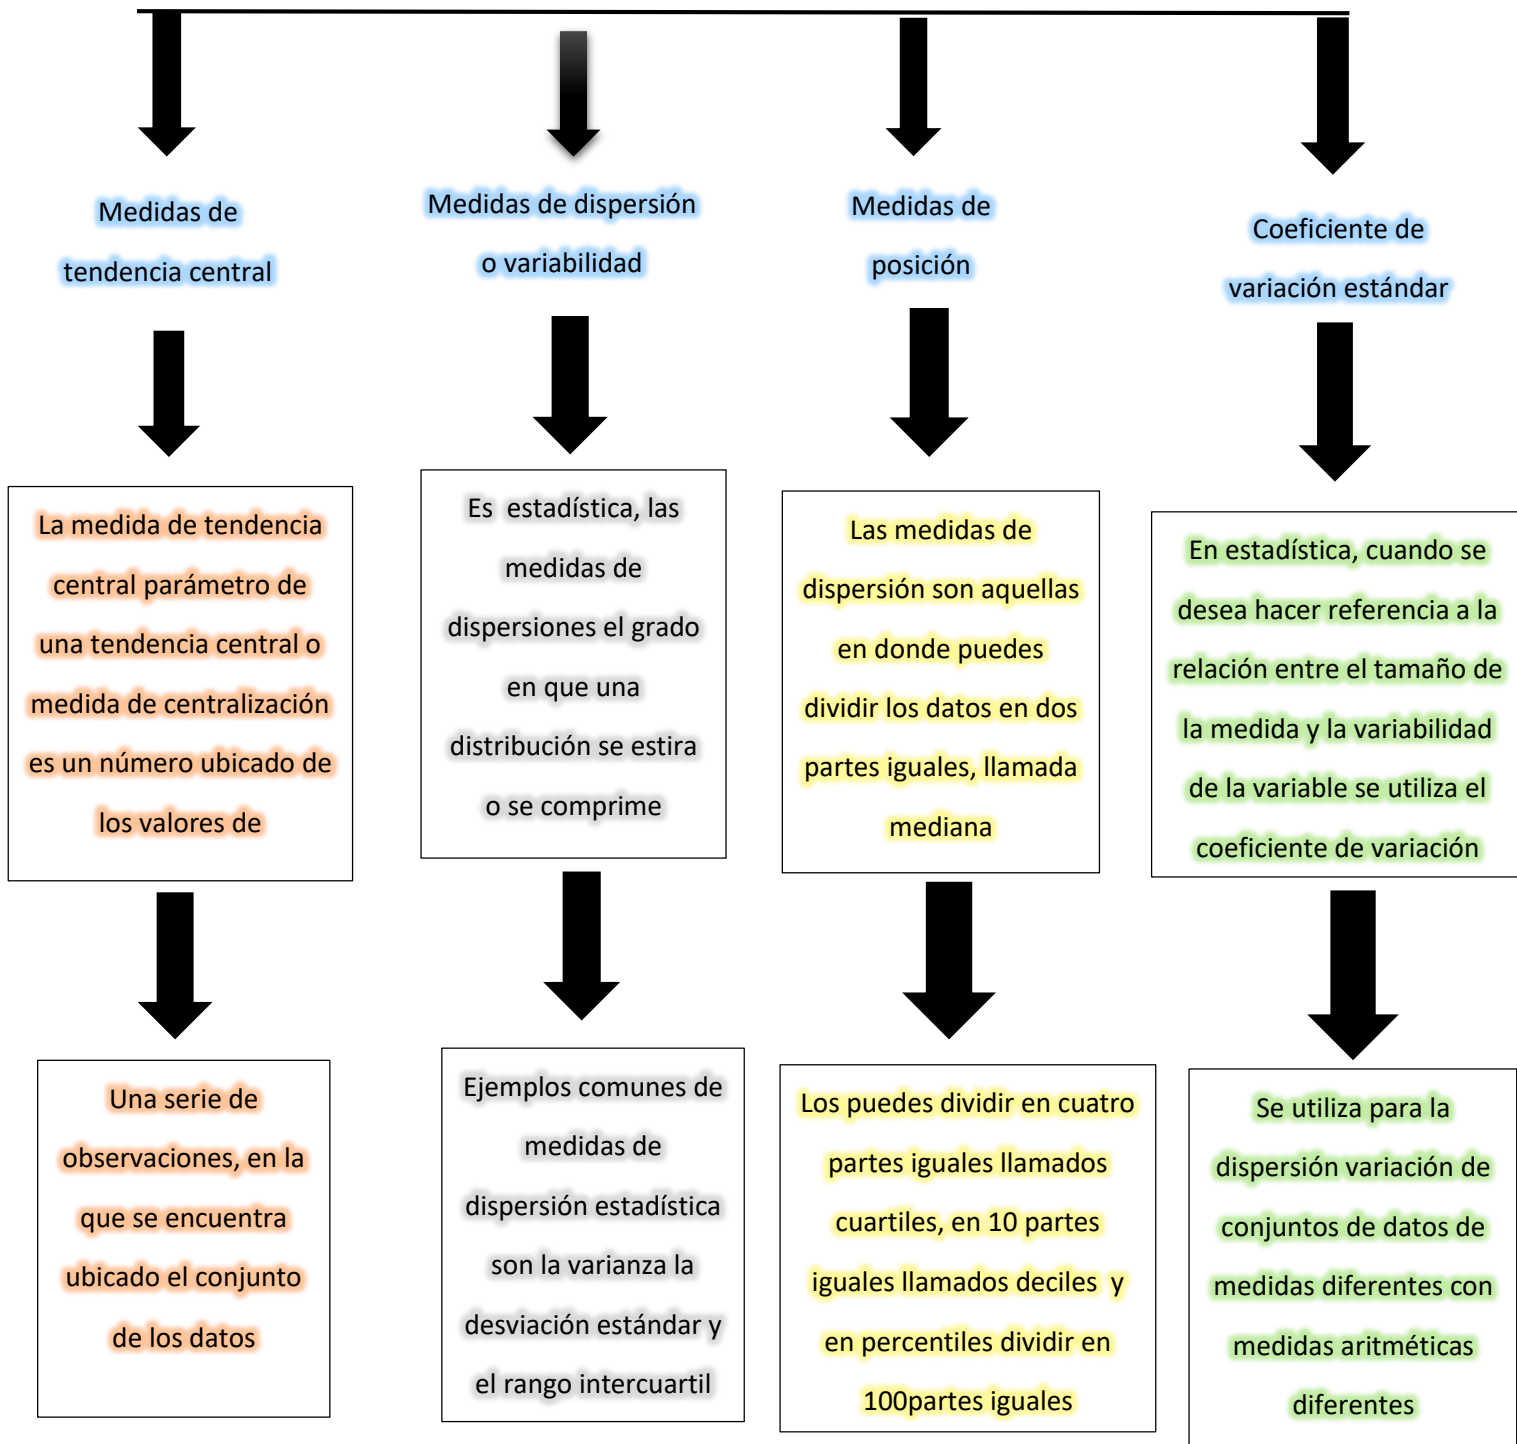 Medidas de
tendencia central
Medidas de dispersión
o variabilidad
Medidas de
posición
Coeficiente de
variación estándar
La medida de tendencia
central parámetro de
una tendencia central o
medida de centralización
es un número ubicado de
los valores de
Es estadística, las
medidas de
dispersiones el grado
en que una
distribución se estira
o se comprime
Las medidas de
dispersión son aquellas
en donde puedes
dividir los datos en dos
partes iguales, llamada
mediana
En estadística, cuando se
desea hacer referencia a la
relación entre el tamaño de
la medida y la variabilidad
de la variable se utiliza el
coeficiente de variación
Una serie de
observaciones, en la
que se encuentra
ubicado el conjunto
de los datos
Ejemplos comunes de
medidas de
dispersión estadística
son la varianza la
desviación estándar y
el rango intercuartil
Los puedes dividir en cuatro
partes iguales llamados
cuartiles, en 10 partes
iguales llamados deciles y
en percentiles dividir en
100partes iguales
Se utiliza para la
dispersión variación de
conjuntos de datos de
medidas diferentes con
medidas aritméticas
diferentes